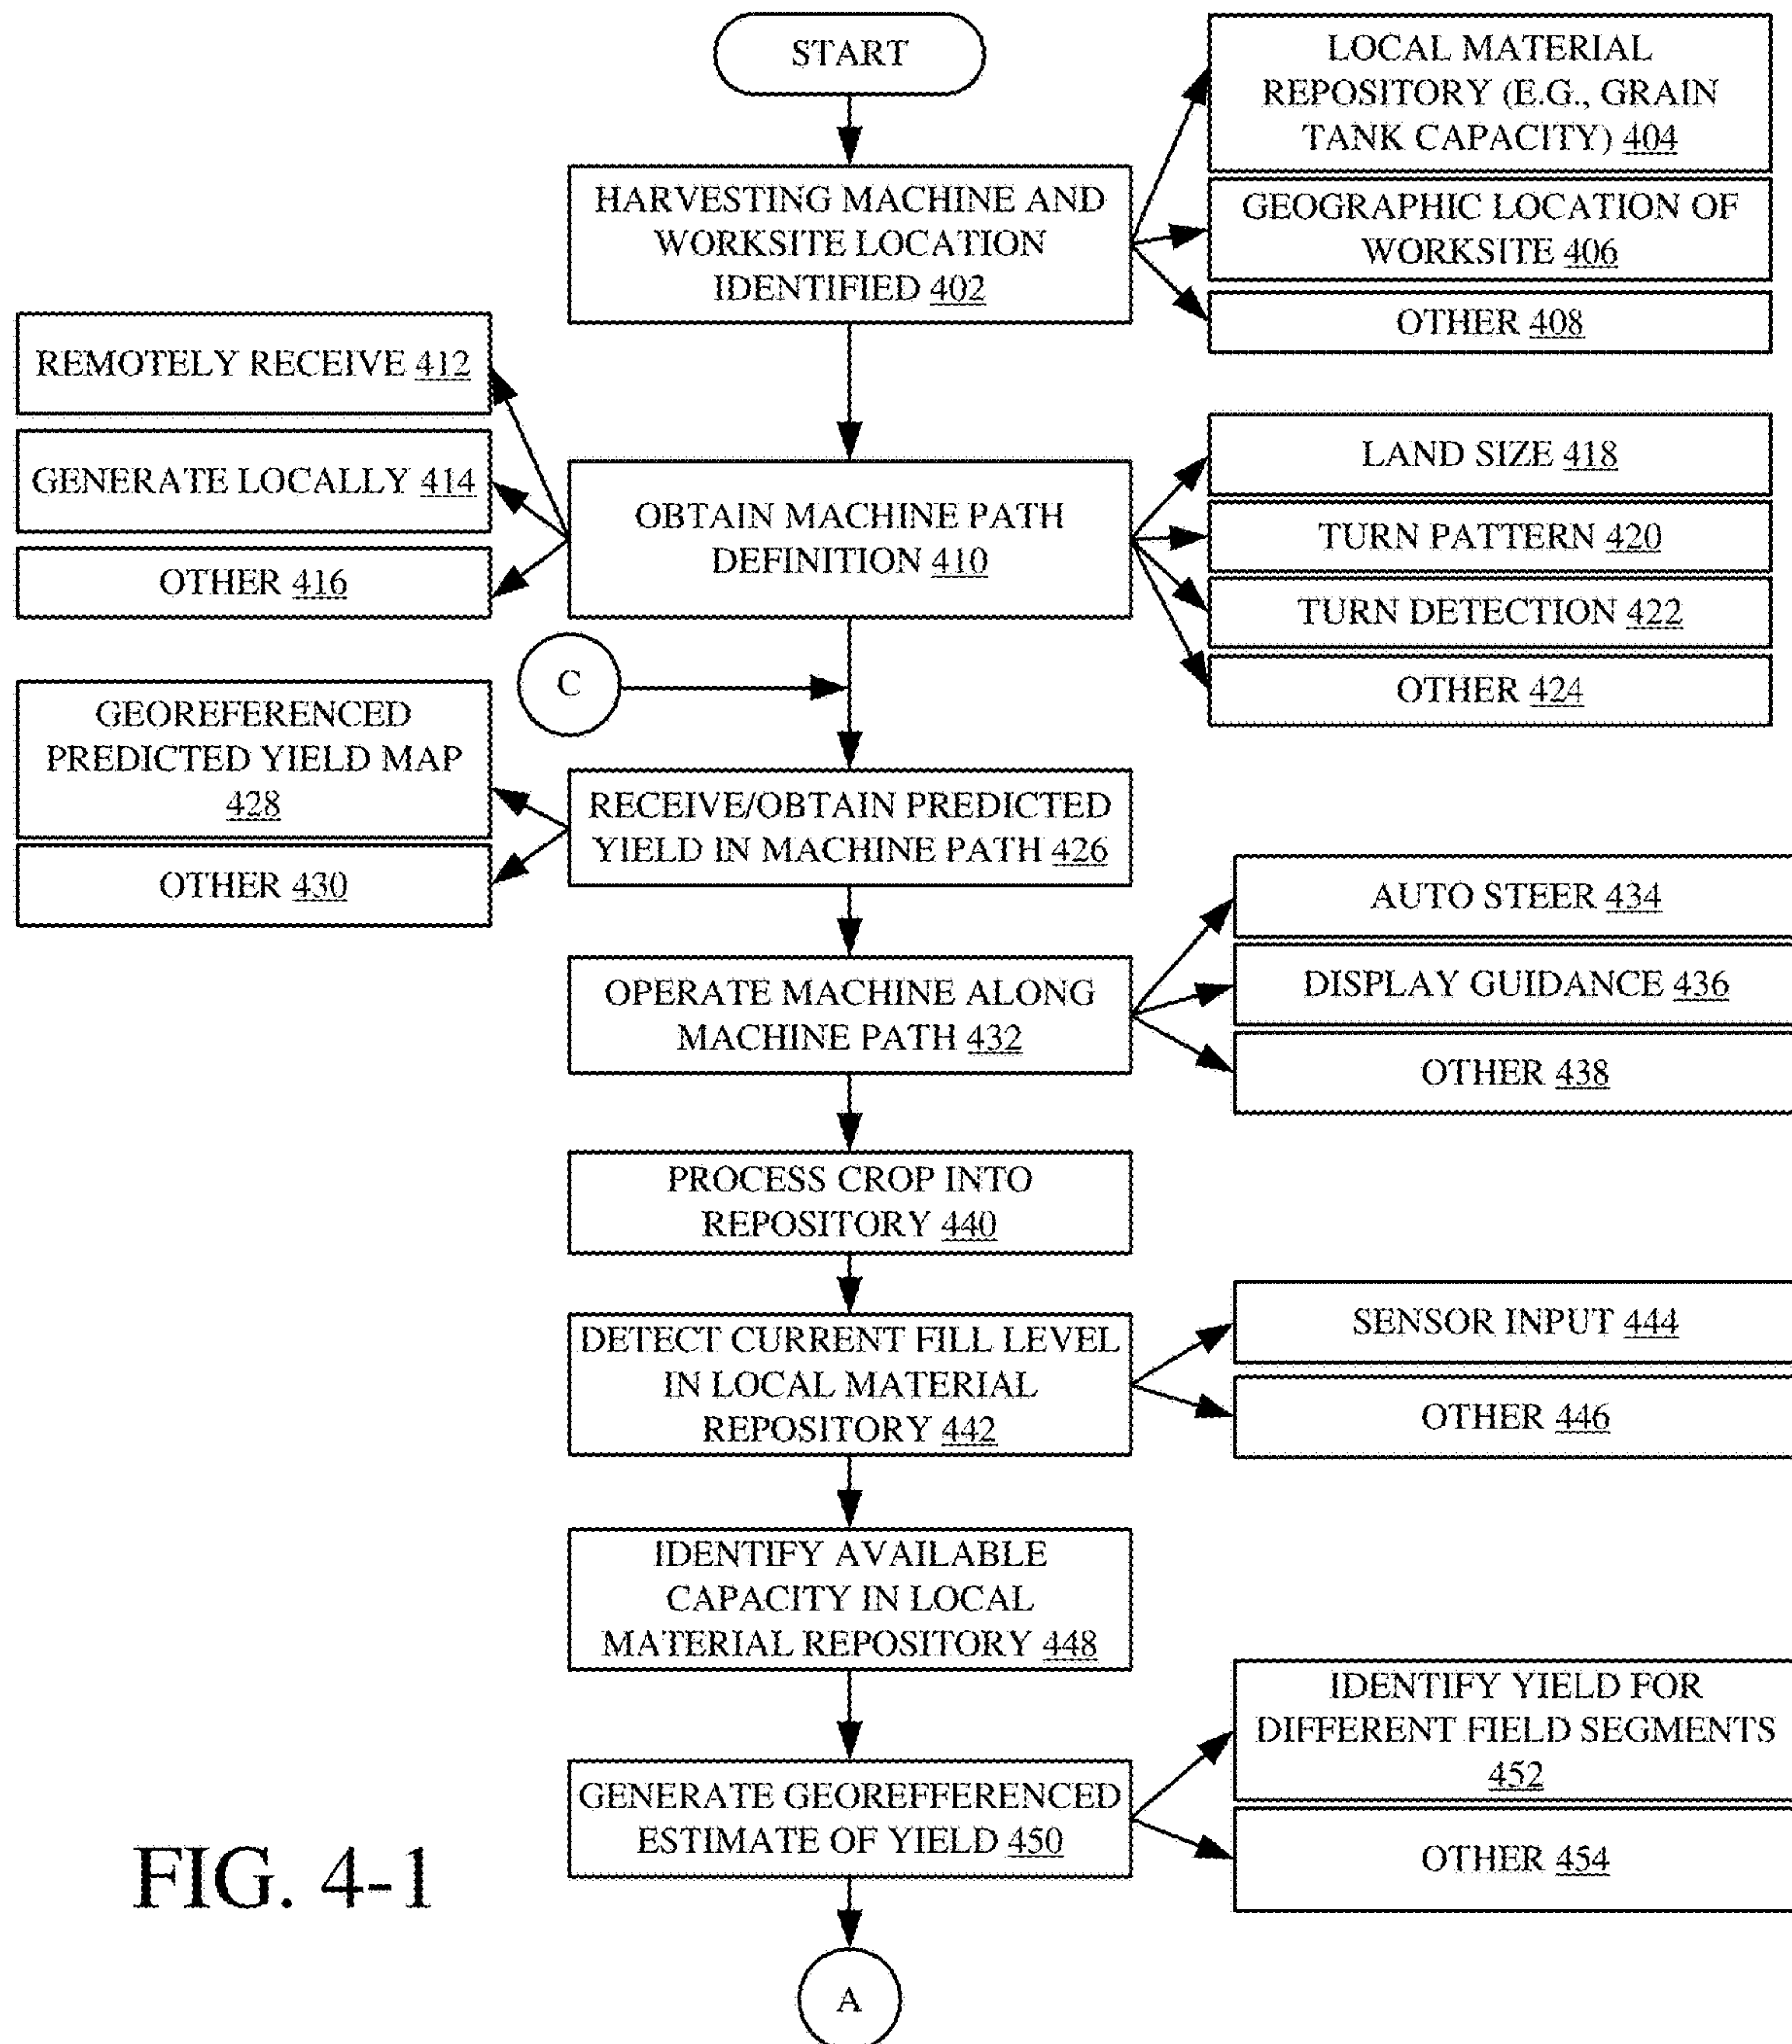 START
LOCAL MATERIAL
REPOSITORY (E.G., GRAIN
TANK CAPACITY) 404
GEOGRAPHIC LOCATION OF
WORKSITE 406
OTHER 408
HARVESTING MACHINE AND
WORKSITE LOCATION
IDENTIFIED 402
REMOTELY RECEIVE 412
GENERATE LOCALLY 414
OTHER 416
OBTAIN MACHINE PATH
DEFINITION 410
LAND SIZE 418
TURN PATTERN 420
TURN DETECTION 422
OTHER 424
C
GEOREFERENCED
PREDICTED YIELD MAP
428
OTHER 430
RECEIVE/OBTAIN PREDICTED
YIELD IN MACHINE PATH 426
AUTO STEER 434
DISPLAY GUIDANCE 436
OTHER 438
OPERATE MACHINE ALONG
MACHINE PATH 432
PROCESS CROP INTO
REPOSITORY 440
DETECT CURRENT FILL LEVEL
IN LOCAL MATERIAL
REPOSITORY 442
SENSOR INPUT 444
OTHER 446
IDENTIFY AVAILABLE
CAPACITY IN LOCAL
MATERIAL REPOSITORY 448
IDENTIFY YIELD FOR
DIFFERENT FIELD SEGMENTS
452
OTHER 454
GENERATE GEOREFFERENCED
ESTIMATE OF YIELD 450
FIG. 4-1
A